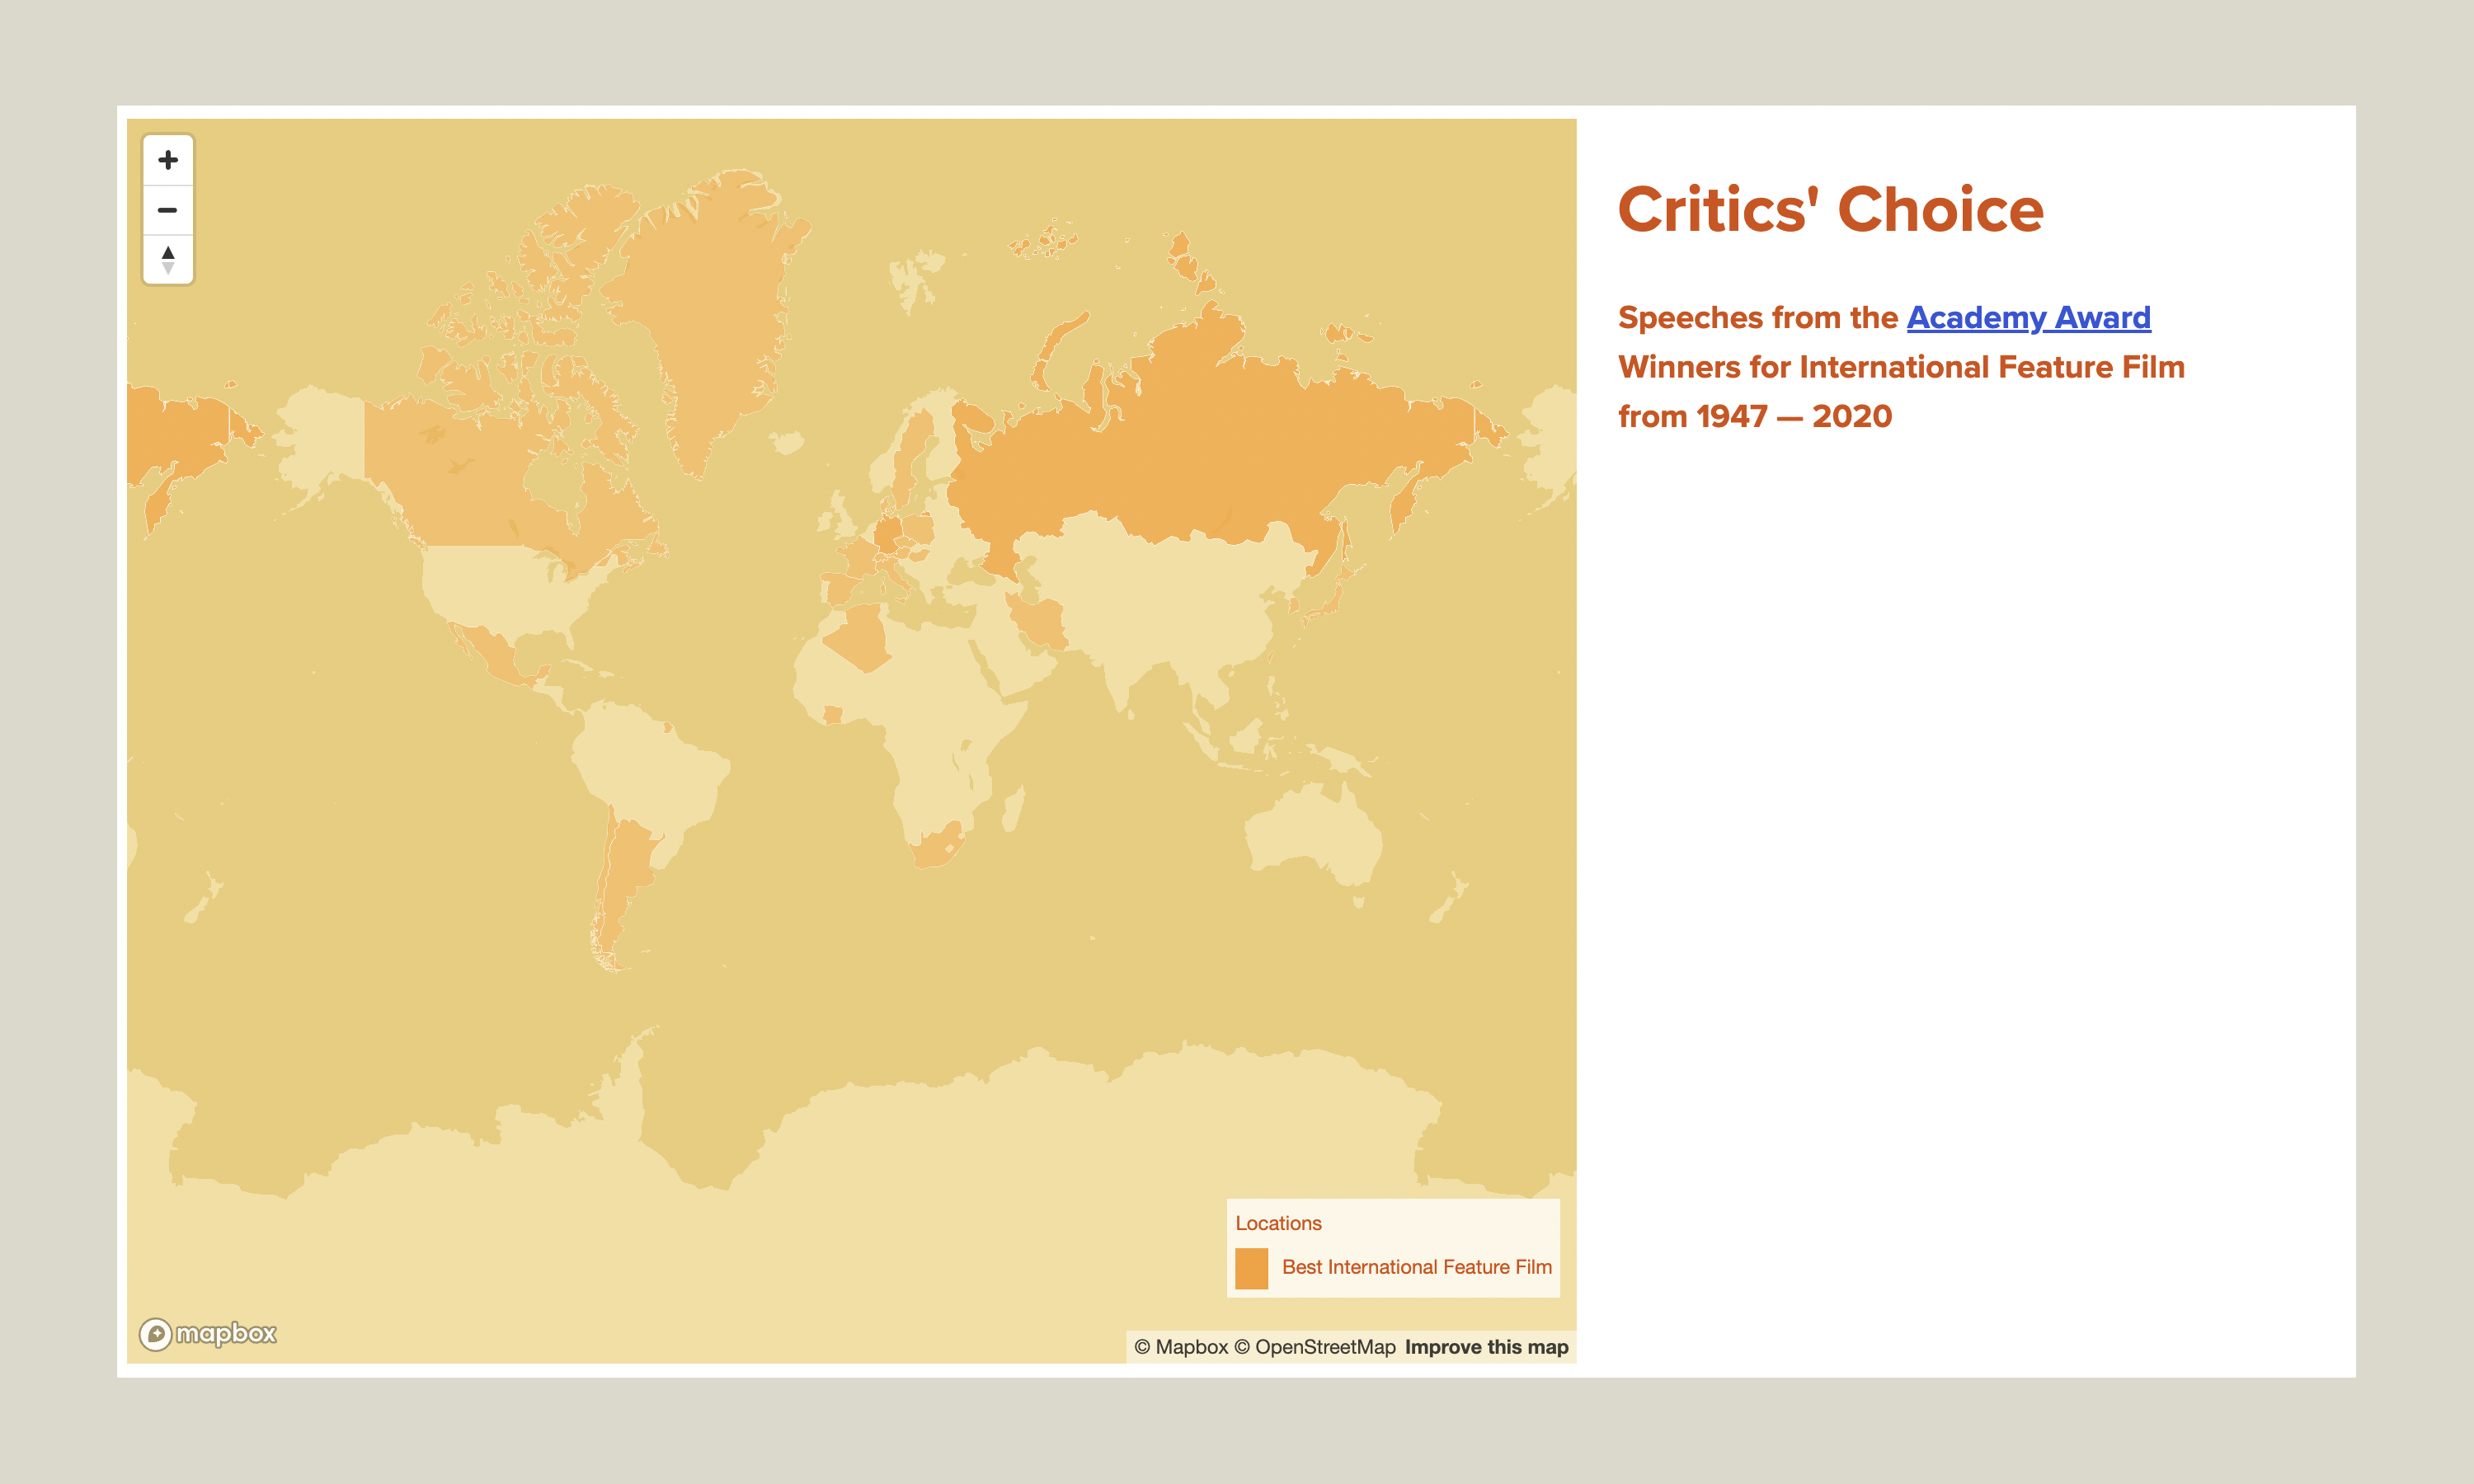 Critics' Choice
Speeches from the Academy Award
Winners for International Feature Film
from 1947 — 2020
Locations
Best International Feature Film
mapbox
© Mapbox © OpenStreetMap Improve this map